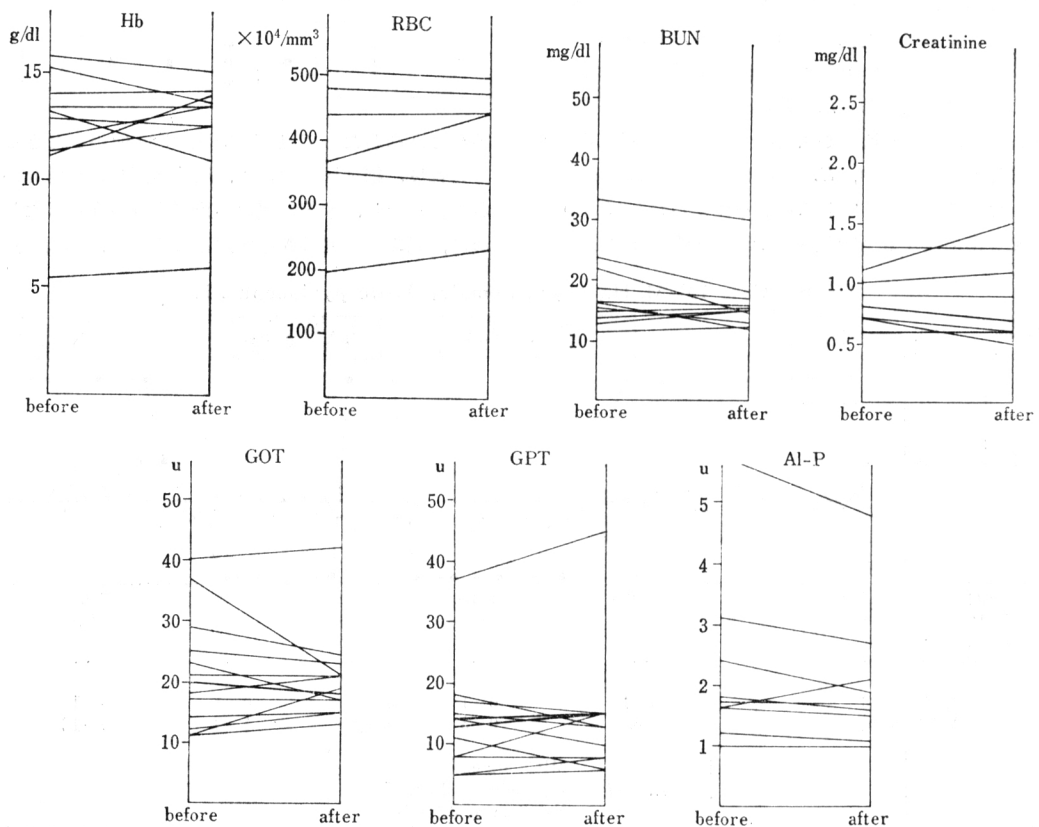 Hb
g/dl
15
10
5
before after
RBC
×10⁴/mm³
500
400
300
200
100
before after
BUN
mg/dl
50
40
30
20
10
before after
Creatinine
mg/dl
2.5
2.0
1.5
1.0
0.5
before after
GOT
u
50
40
30
20
10
before after
GPT
u
50
40
30
20
10
before after
Al-P
u
5
4
3
2
1
before after